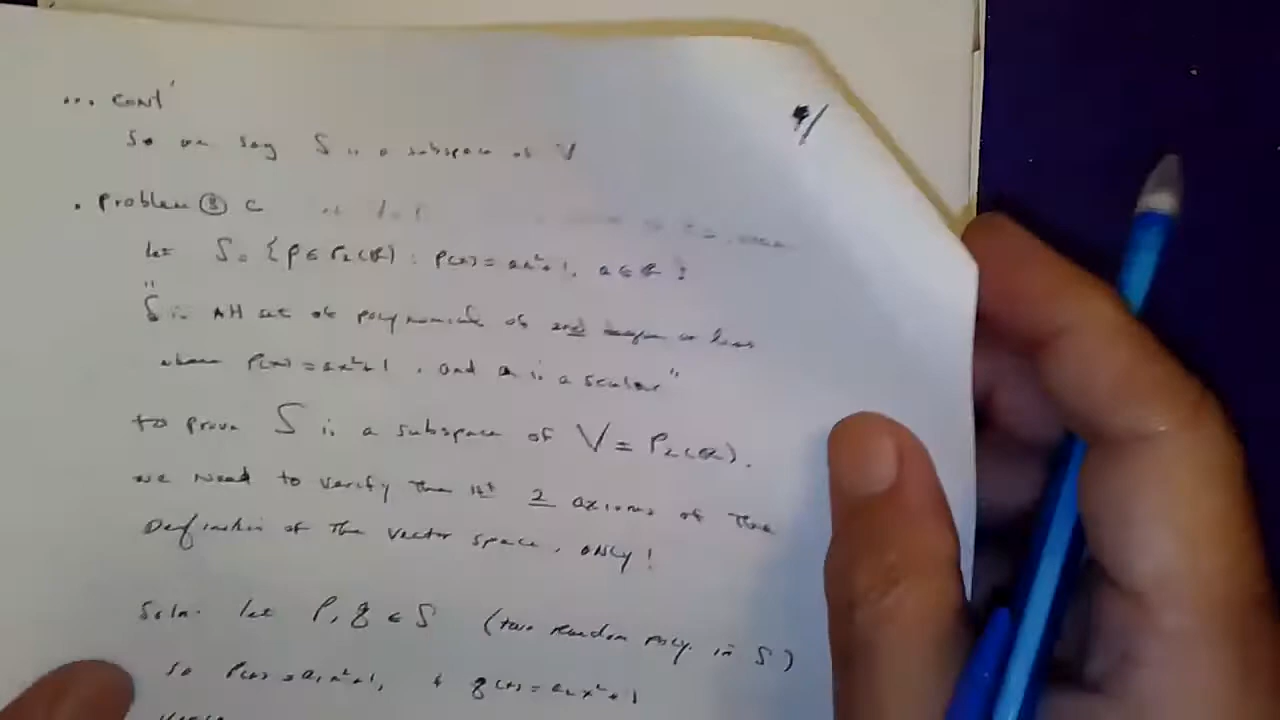 ... cont'
So we say S is a subspace of V
. Problem ③ c
let S = {p ∈ P₂(ℝ) : p(x) = ax²+1, a ∈ ℝ}
"S is all set of polynomials of 2nd degree or less
where P(x) = ax²+1, and a is a scalar"
to prove S is a subspace of V = P₂(ℝ).
we need to verify the 1st 2 axioms of the
Definition of the vector space, ONLY!
Soln. let P, q ∈ S (two random poly. in S)
so P(x) = a₁x²+1, & q(x) = a₂x²+1
Hence